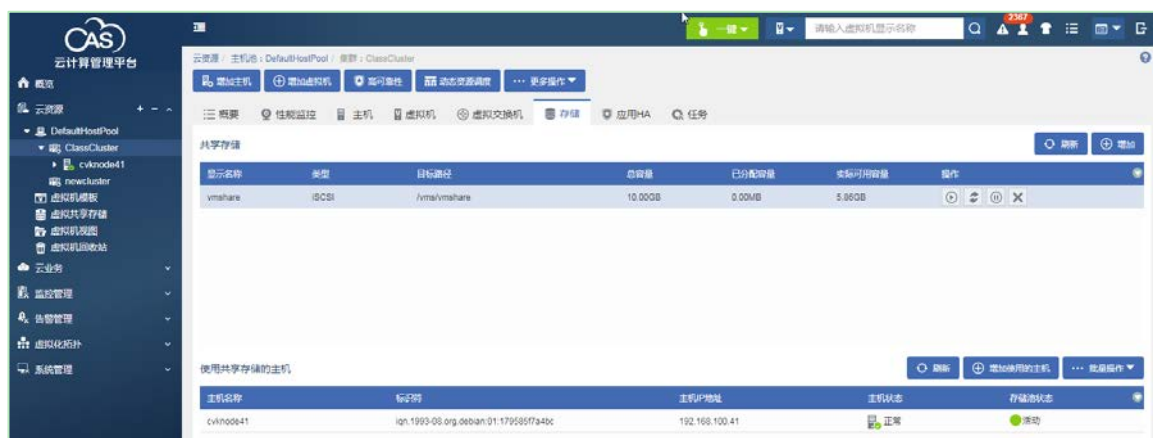 CAS
云计算管理平台
一键
请输入虚拟机显示名称
2367
云资源 / 主机池：DefaultHostPool / 集群：ClassCluster
概览
增加主机 增加虚拟机 高可靠性 动态资源调度 ··· 更多操作
云资源 + -
概要 性能监控 主机 虚拟机 虚拟交换机 存储 应用HA 任务
DefaultHostPool
ClassCluster
cvknode41
newcluster
虚拟机模板
虚拟共享存储
虚拟机视图
虚拟机回收站
云业务
监控管理
告警管理
虚拟化拓扑
系统管理
共享存储 刷新 增加
显示名称 类型 目标路径 总容量 已分配容量 实际可用容量 操作
vmshare iSCSI /vms/vmshare 10.00GB 0.00MB 5.86GB
使用共享存储的主机 刷新 增加使用的主机 ··· 批量操作
主机名称 标识符 主机IP地址 主机状态 存储池状态
cvknode41 iqn.1993-08.org.debian:01:179585f7a4bc 192.168.100.41 正常 活动